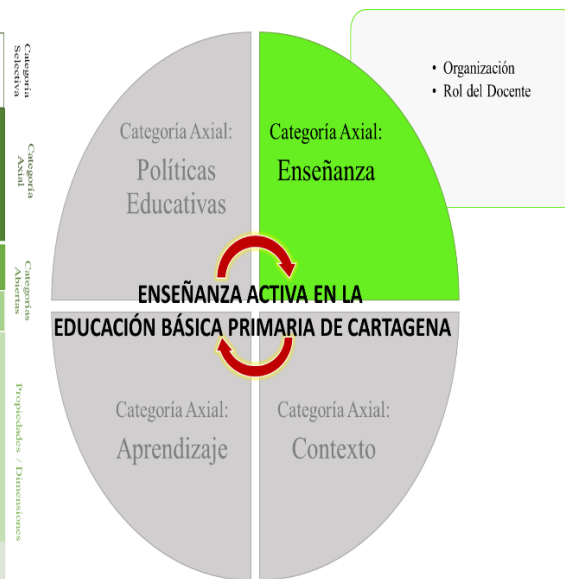 Categoría
Selectiva
Categoría
Axial
Categorías
Abiertas
Propiedades / Dimensiones
• Organización
• Rol del Docente
Categoría Axial:
Políticas
Educativas
Categoría Axial:
Enseñanza
ENSEÑANZA ACTIVA EN LA
EDUCACIÓN BÁSICA PRIMARIA DE CARTAGENA
Categoría Axial:
Aprendizaje
Categoría Axial:
Contexto